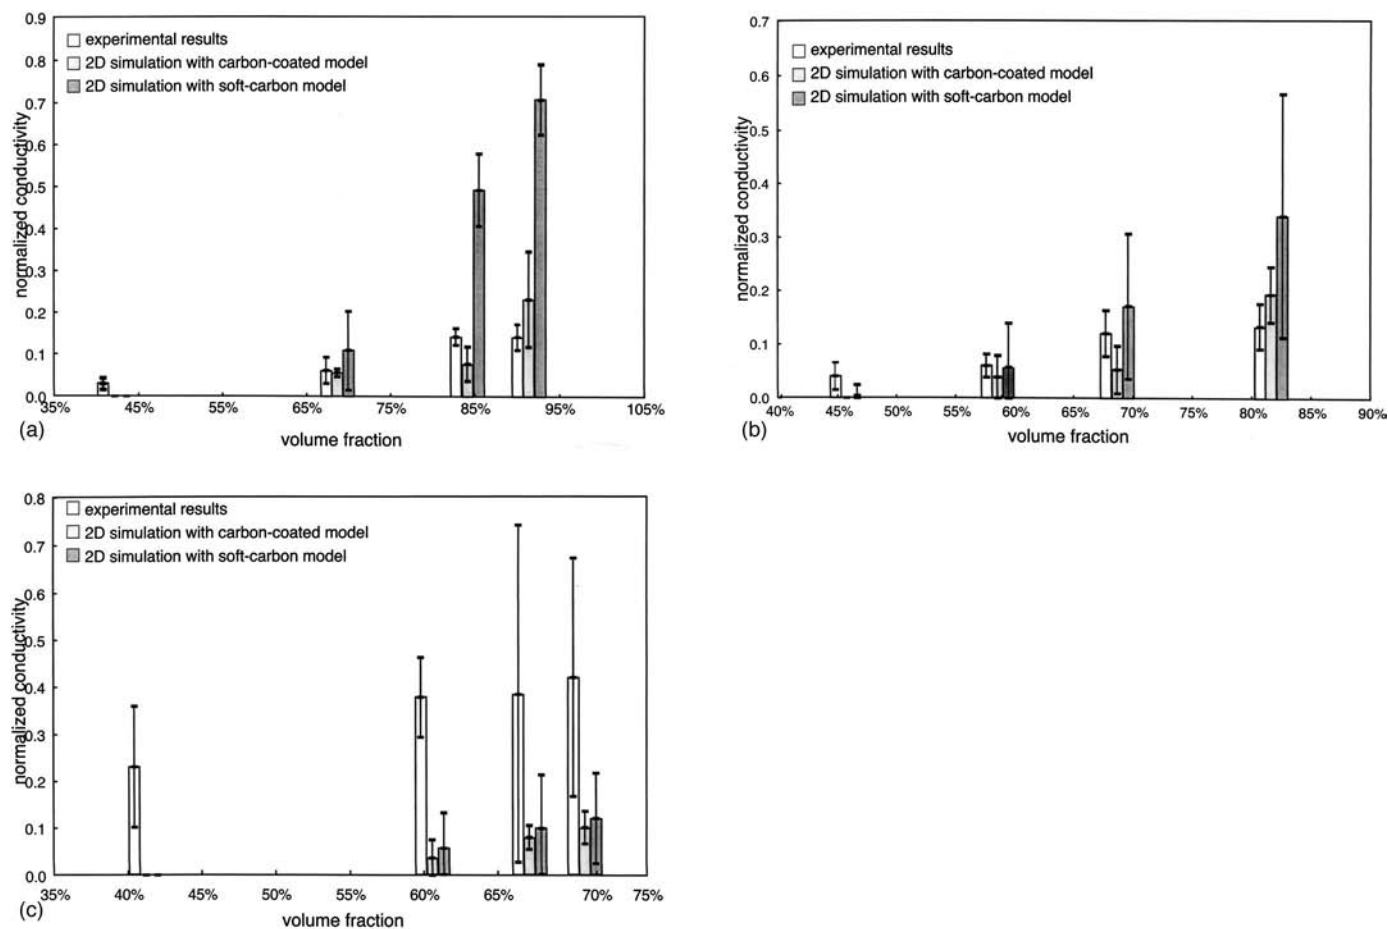 0.9
experimental results
2D simulation with carbon-coated model
2D simulation with soft-carbon model
0.8
0.7
0.6
0.5
0.4
0.3
0.2
0.1
0.0
normalized conductivity
35% 45% 55% 65% 75% 85% 95% 105%
(a)
volume fraction
0.7
experimental results
2D simulation with carbon-coated model
2D simulation with soft-carbon model
0.6
0.5
0.4
0.3
0.2
0.1
0.0
normalized conductivity
40% 45% 50% 55% 60% 65% 70% 75% 80% 85% 90%
(b)
volume fraction
0.8
experimental results
2D simulation with carbon-coated model
2D simulation with soft-carbon model
0.7
0.6
0.5
0.4
0.3
0.2
0.1
0.0
normalized conductivity
35% 40% 45% 50% 55% 60% 65% 70% 75%
(c)
volume fraction